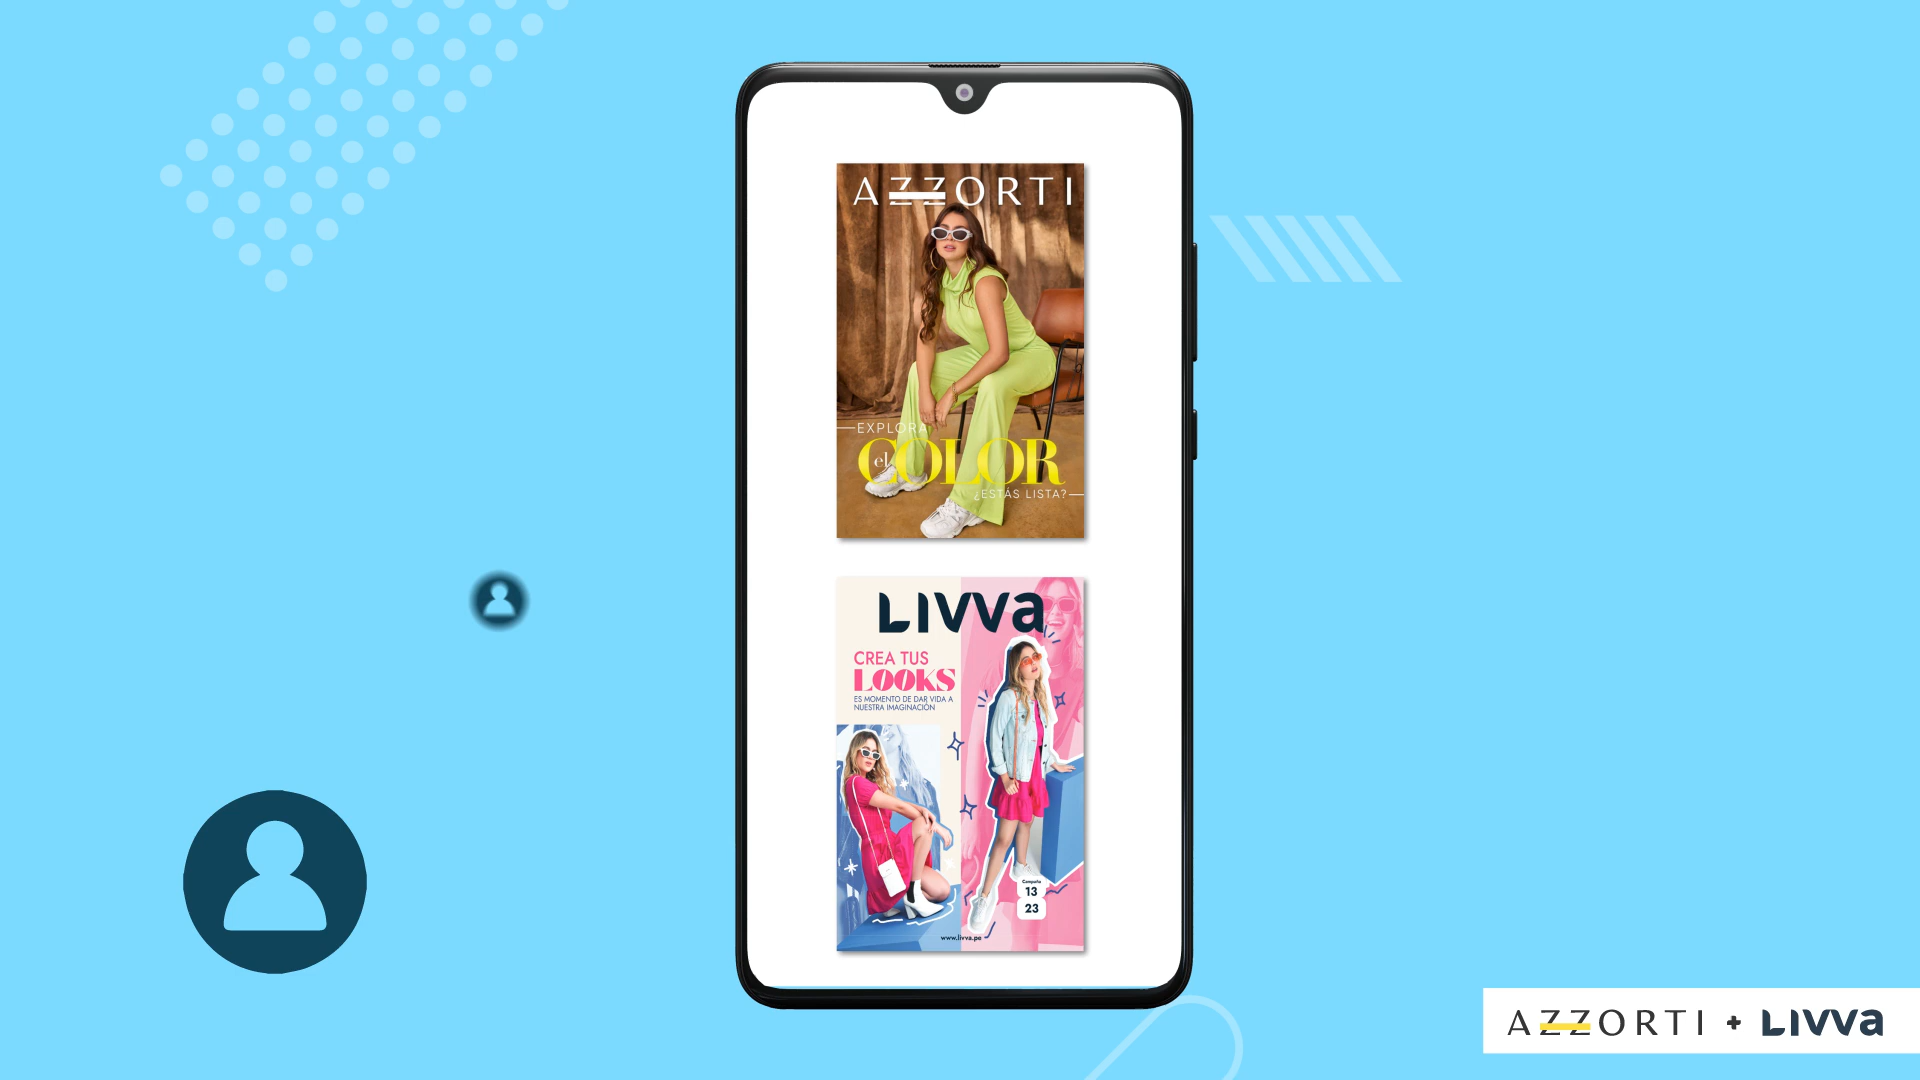 AZZORTI
EXPLORA
el COLOR
¿ESTÁS LISTA?
Livva
CREA TUS
LOOKS
ES MOMENTO DE DAR VIDA A
NUESTRA IMAGINACIÓN
Campaña
13
23
www.livva.pe
AZZORTI + Livva